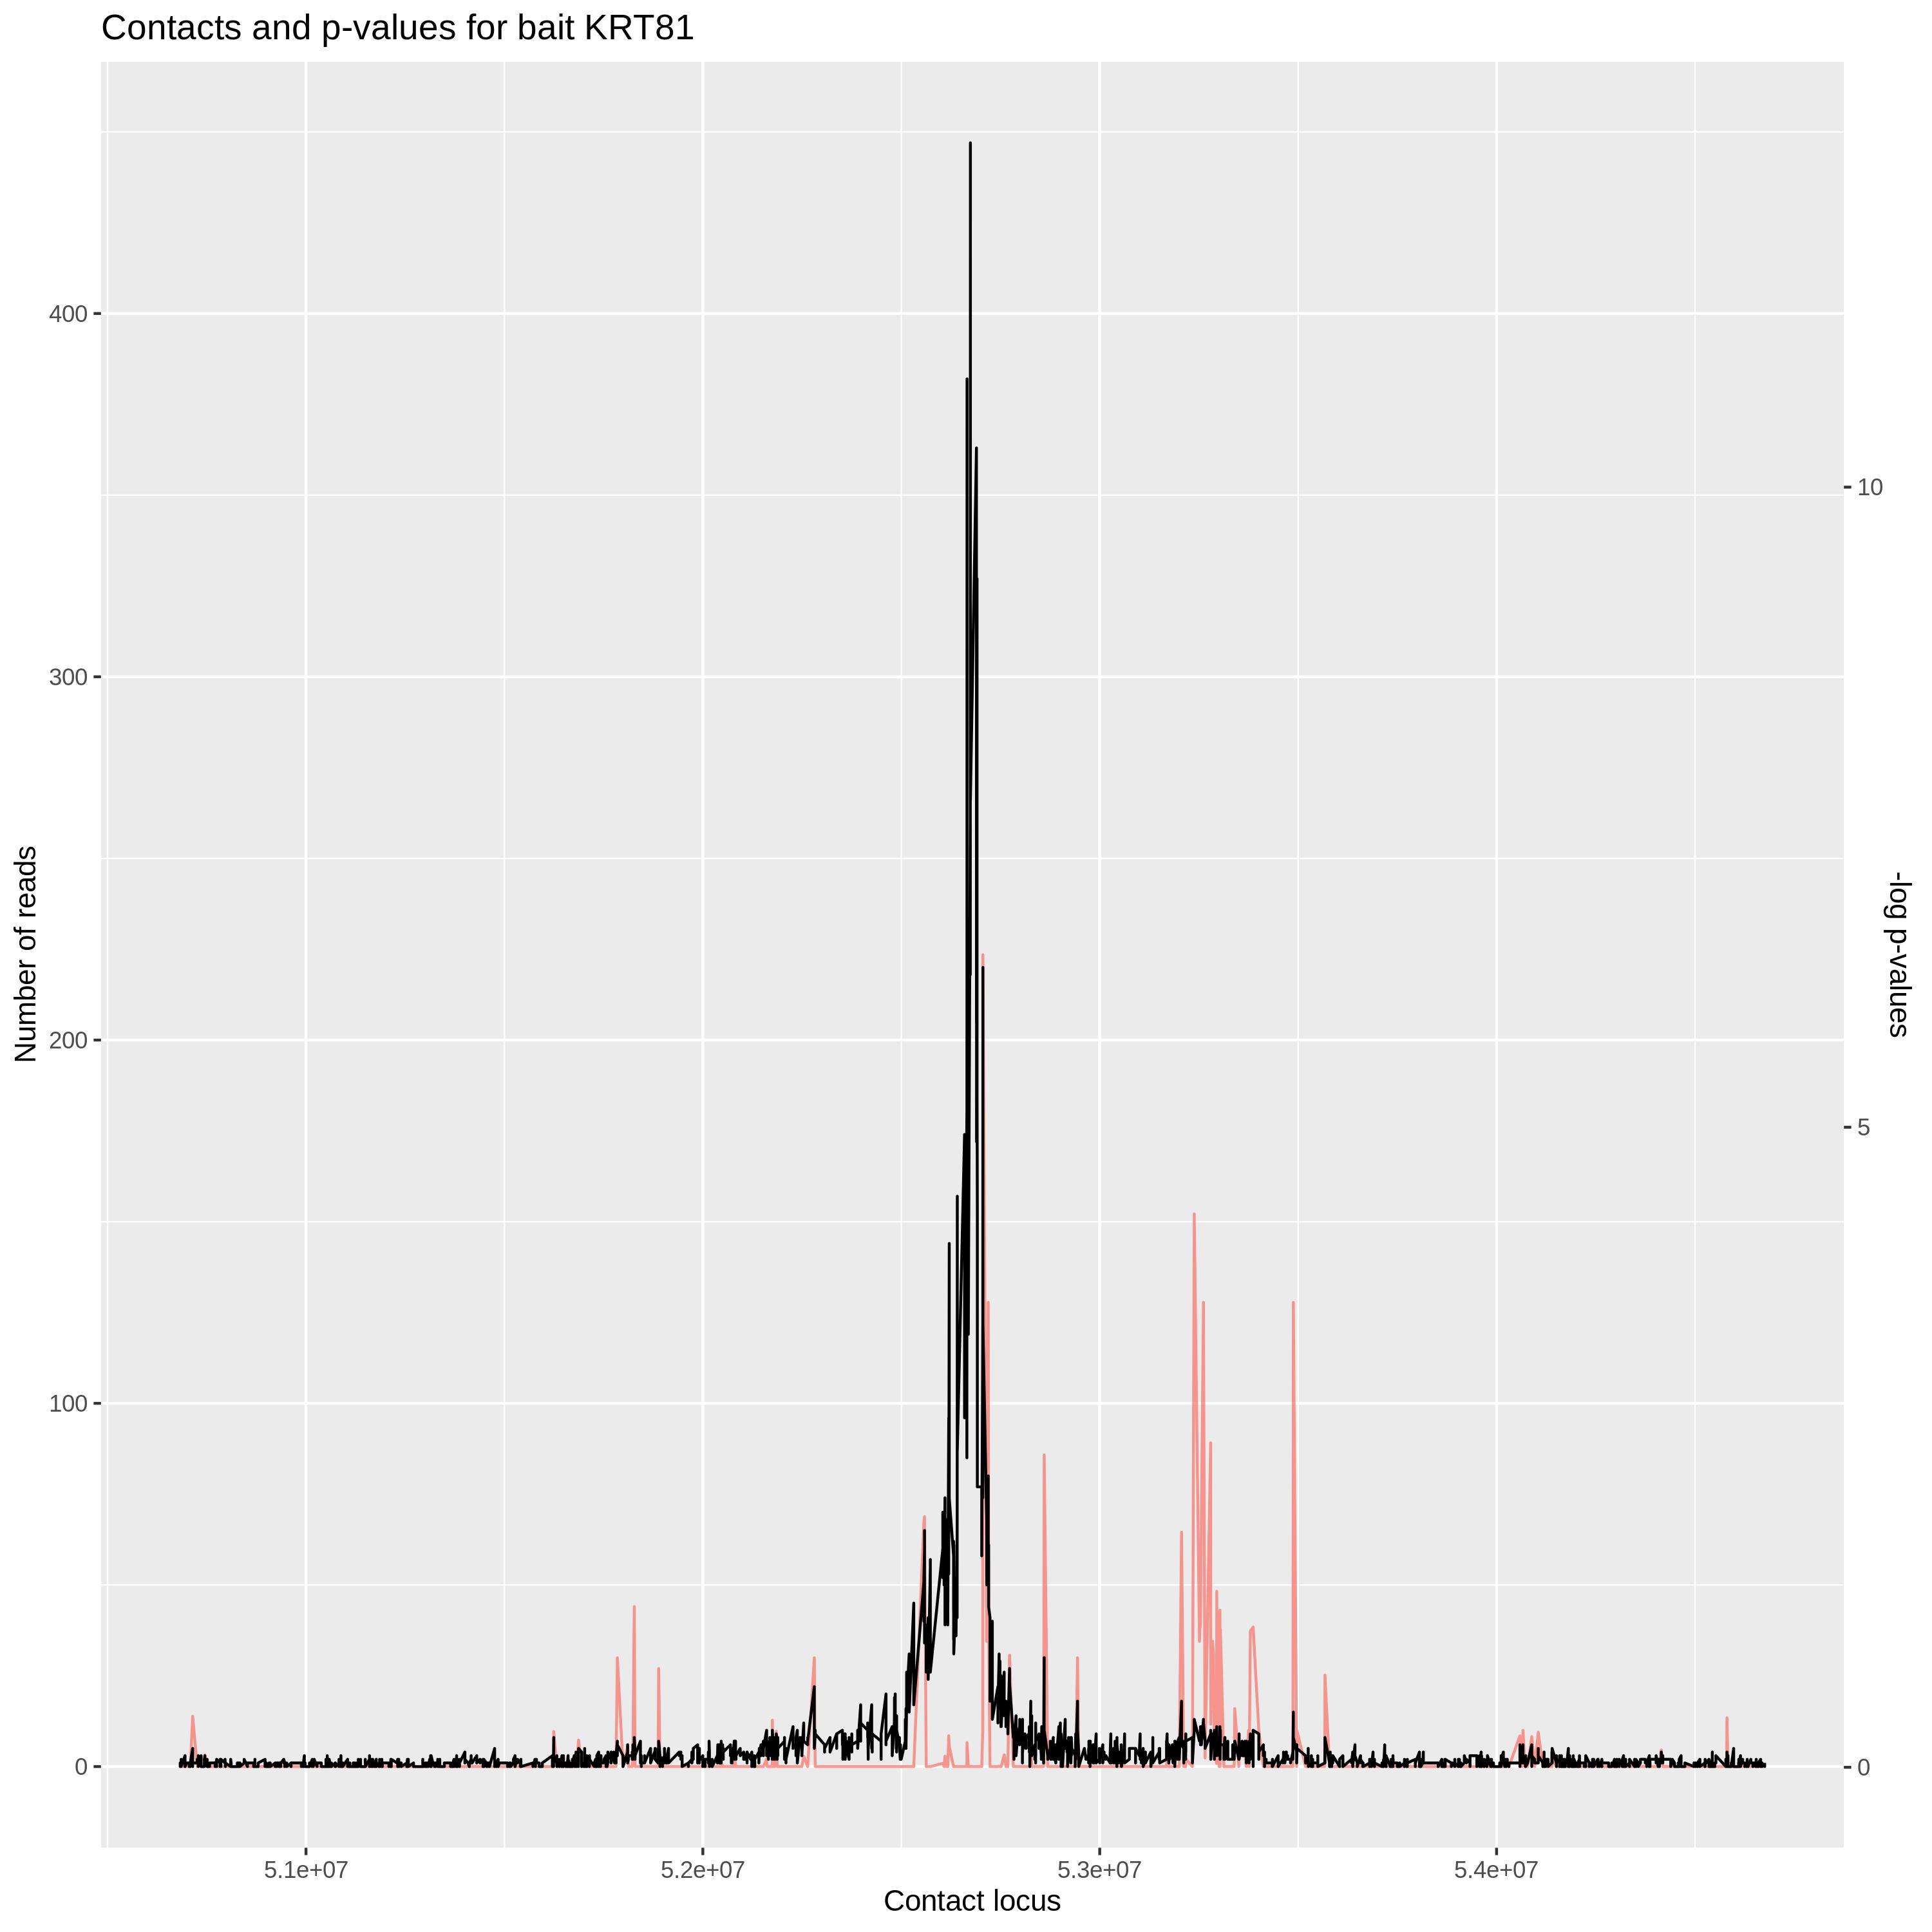 Contacts and p-values for bait KRT81
Number of reads
400
300
200
100
0
10
5
0
-log p-values
5.1e+07
5.2e+07
5.3e+07
5.4e+07
Contact locus